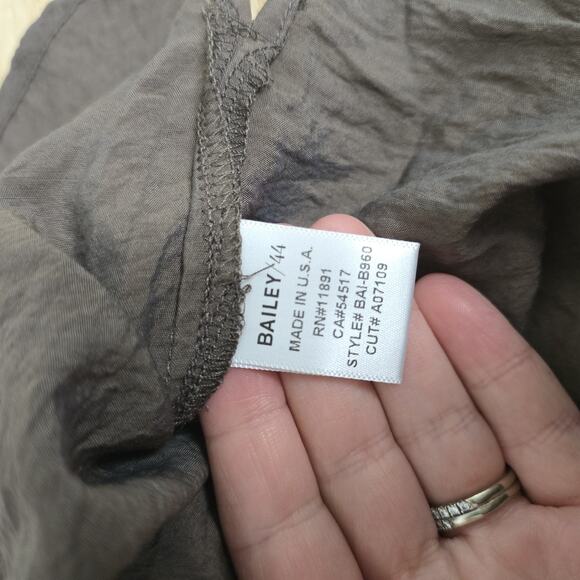 BAILEY/44
MADE IN U.S.A.
RN#11891
CA#54517
STYLE# BAI-B960
CUT# A07109